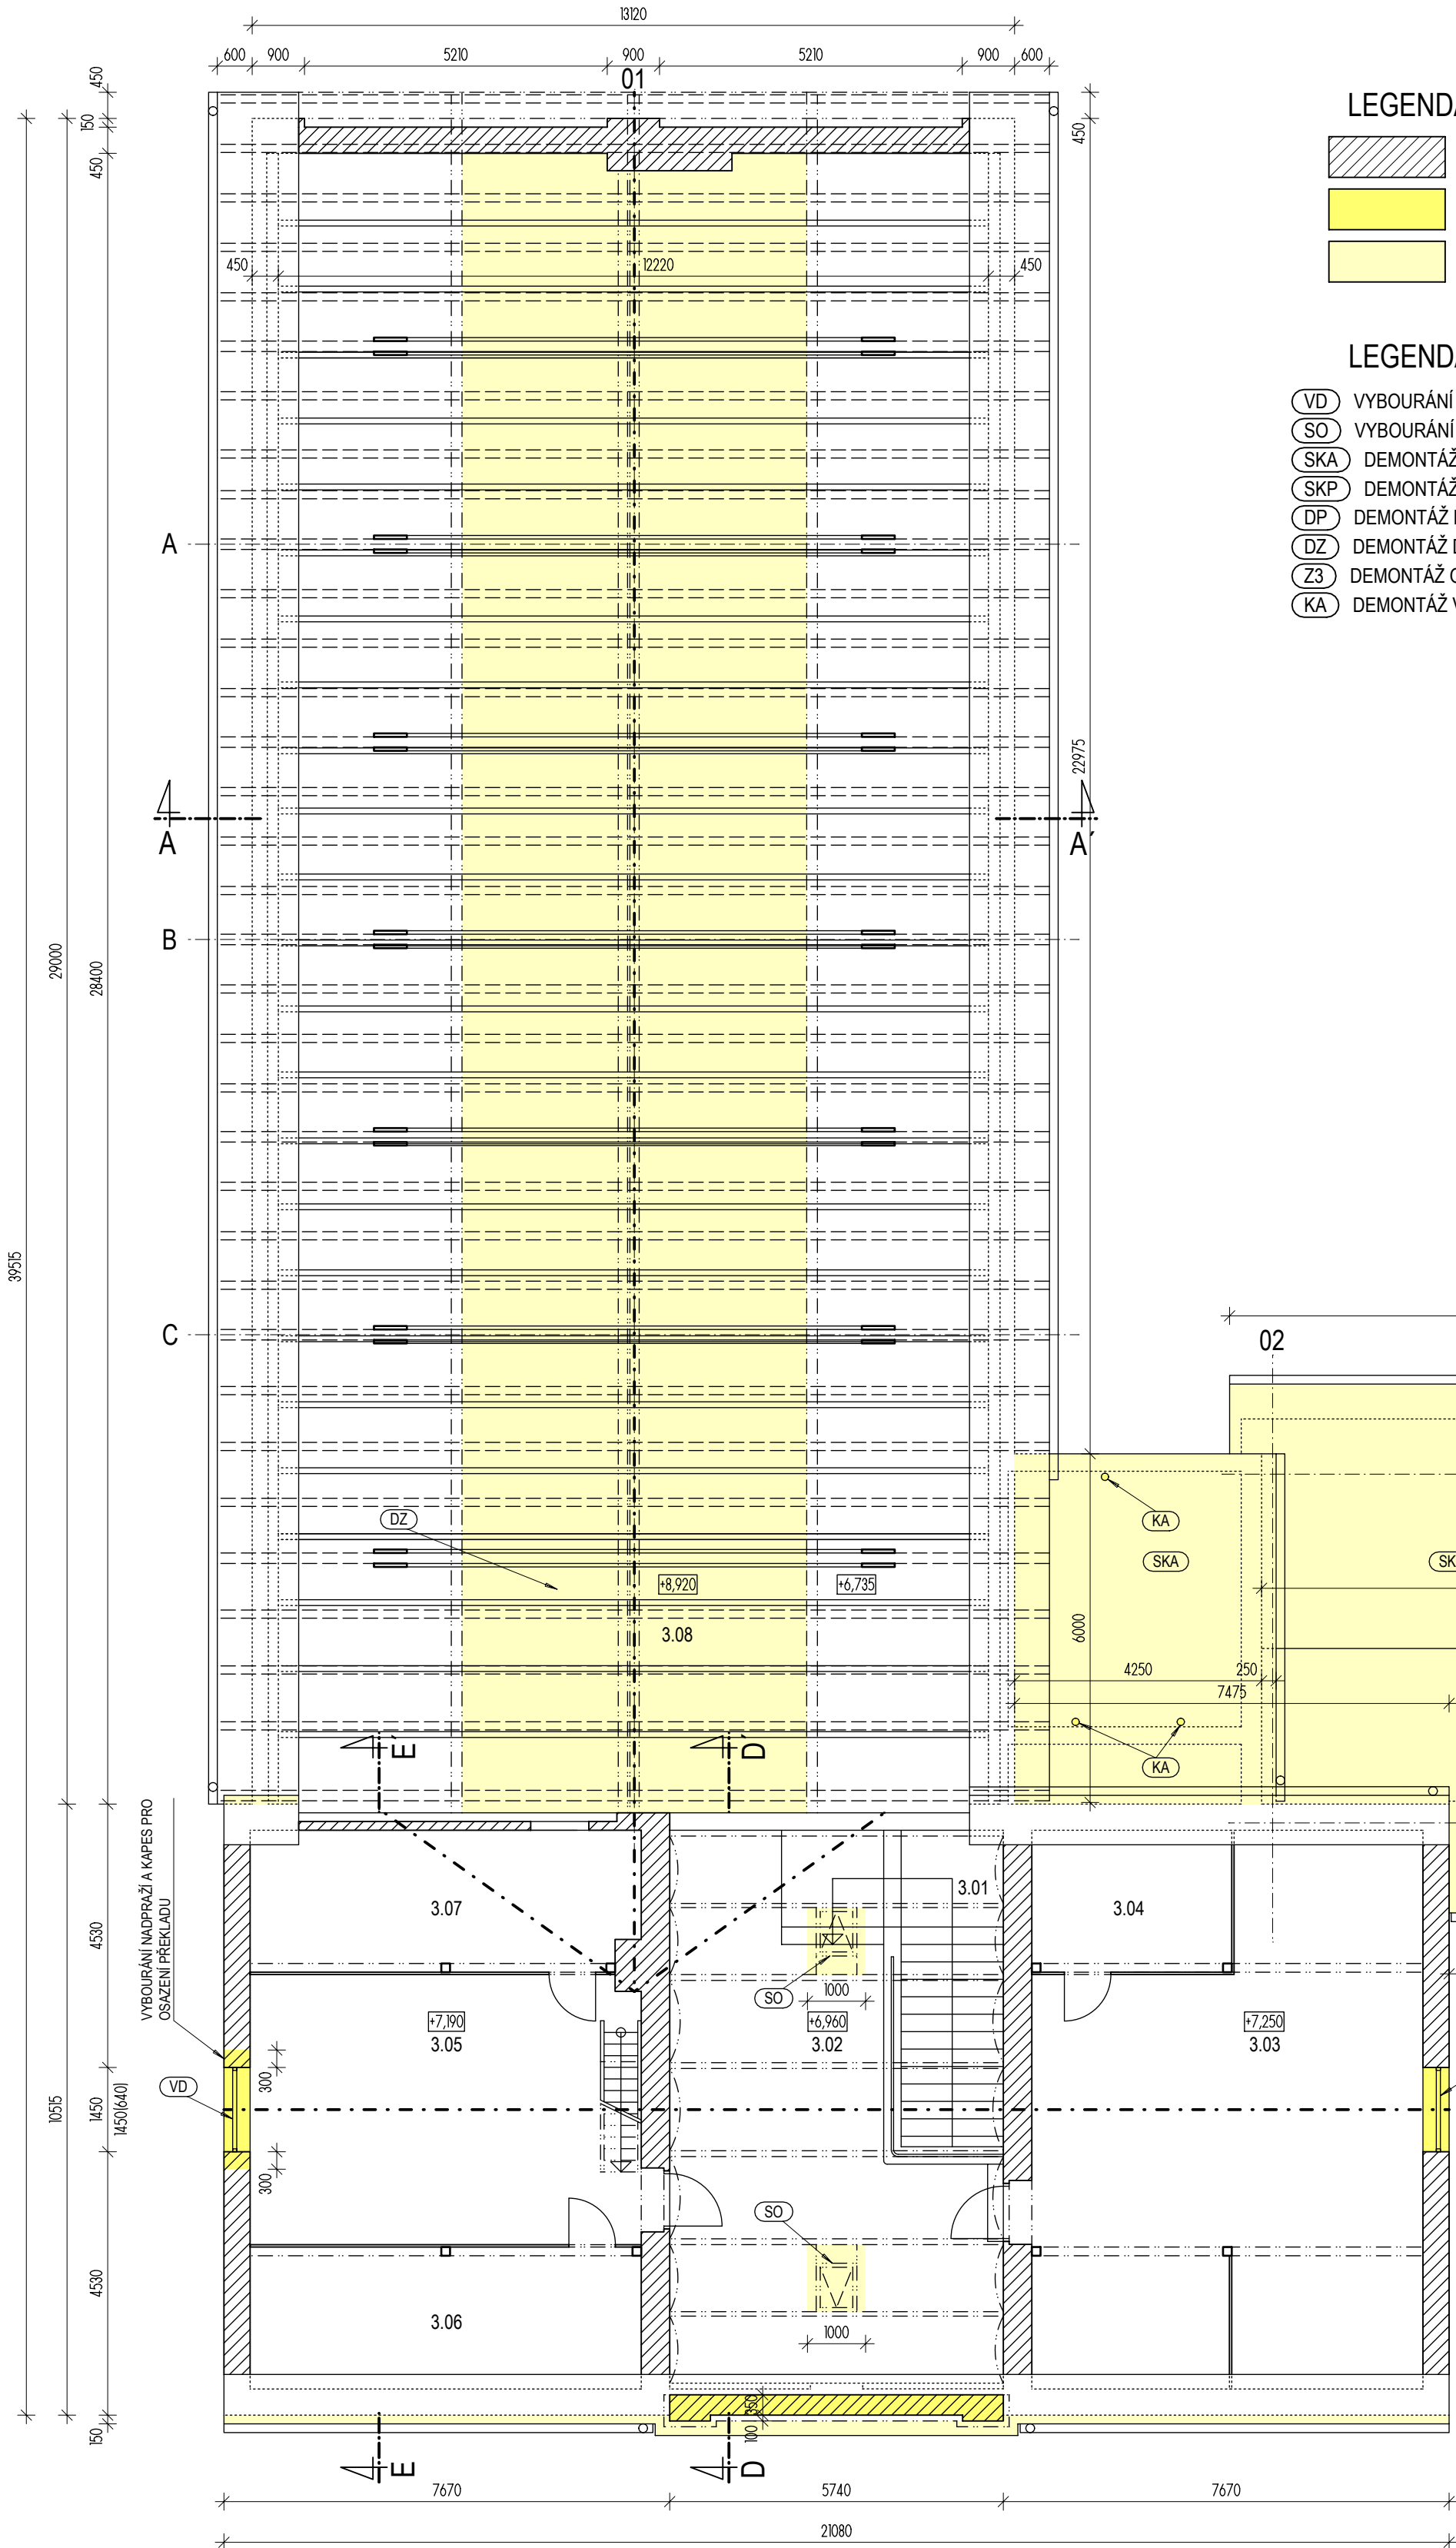 13120
600 900 5210 900 5210 900 600
01
450
150
450
450
LEGENDA
450 12220 450
LEGENDA
VD VYBOURÁNÍ
SO VYBOURÁNÍ
SKA DEMONTÁŽ
SKP DEMONTÁŽ
DP DEMONTÁŽ
DZ DEMONTÁŽ
Z3 DEMONTÁŽ
KA DEMONTÁŽ
A
22975
A A´
B
29000
28400
39515
C
02
DZ
KA
SKA
SK
+8,920 +6,735
3.08
6000
4250 250
7475
E´ D´
KA
VYBOURÁNÍ NADPRAŽÍ A KAPES PRO
OSAZENÍ PŘEKLADU
3.07
3.01
3.04
4530
SO
1000
+7,190
3.05
+6,960
3.02
+7,250
3.03
VD
300
10515
1450
1450(640)
300
SO
4530
3.06
1000
350
100
150
E D
7670 5740 7670
21080